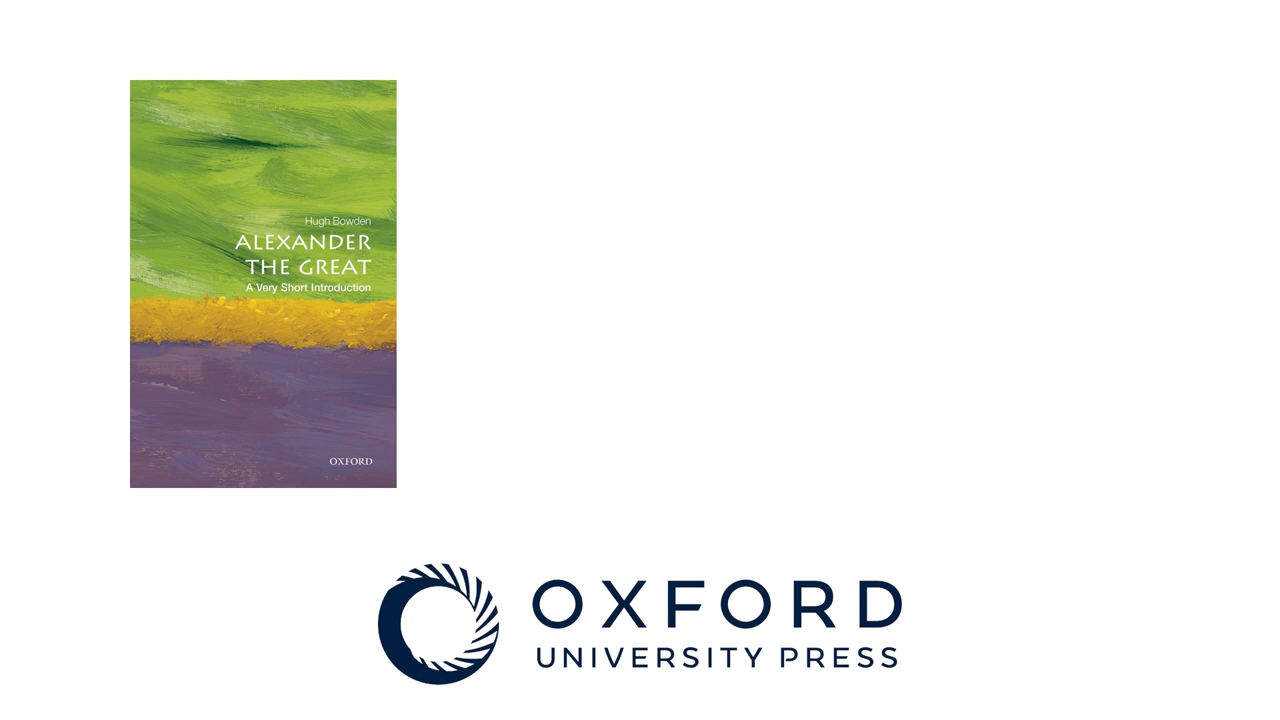 Hugh Bowden
ALEXANDER
THE GREAT
A Very Short Introduction
OXFORD
OXFORD
UNIVERSITY PRESS